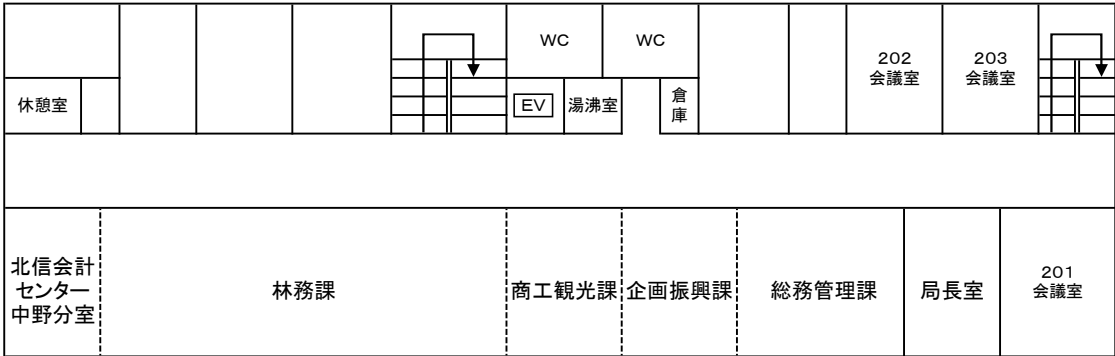 WC
WC
202
会議室
203
会議室
休憩室
EV
湯沸室
倉
庫
北信会計
センター
中野分室
林務課
商工観光課
企画振興課
総務管理課
局長室
201
会議室